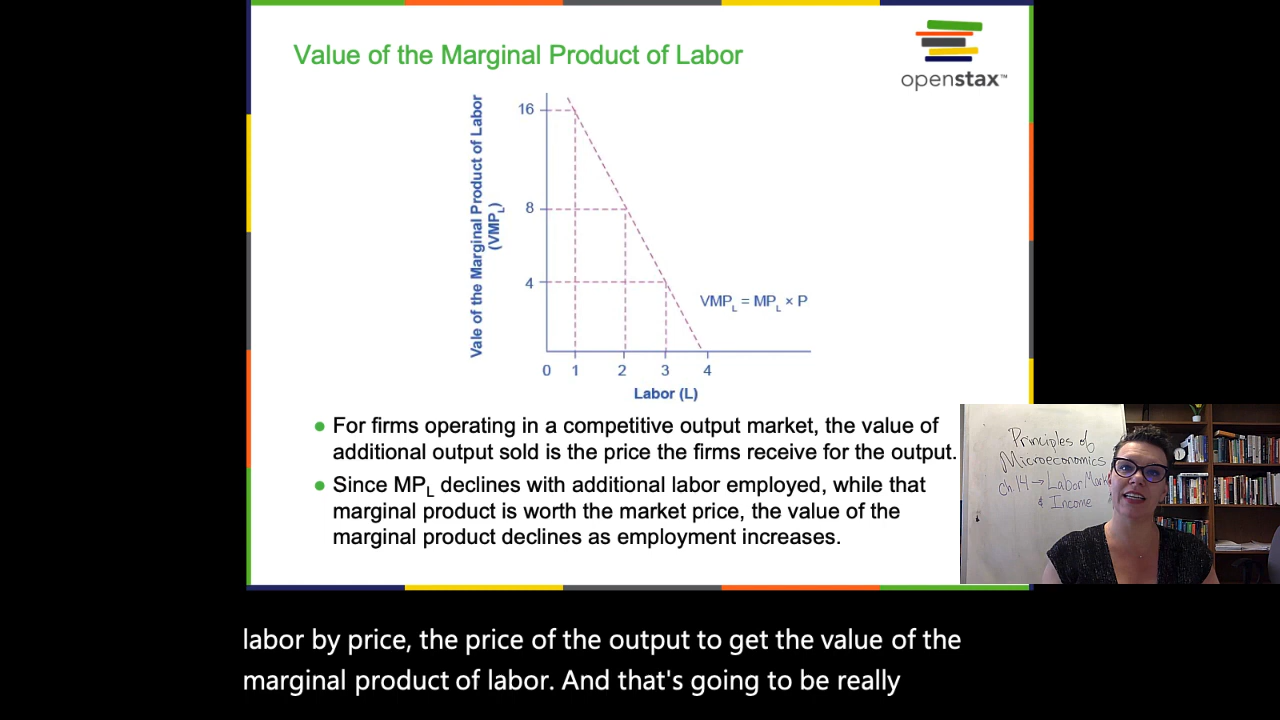 Value of the Marginal Product of Labor
openstax™
Vale of the Marginal Product of Labor
(VMPL)
16
8
4
VMPL = MPL × P
0 1 2 3 4
Labor (L)
• For firms operating in a competitive output market, the value of
additional output sold is the price the firms receive for the output.
• Since MPL declines with additional labor employed, while that
marginal product is worth the market price, the value of the
marginal product declines as employment increases.
Principles of
Microeconomics
Ch. 14 → Labor
& Income
labor by price, the price of the output to get the value of the
marginal product of labor. And that's going to be really